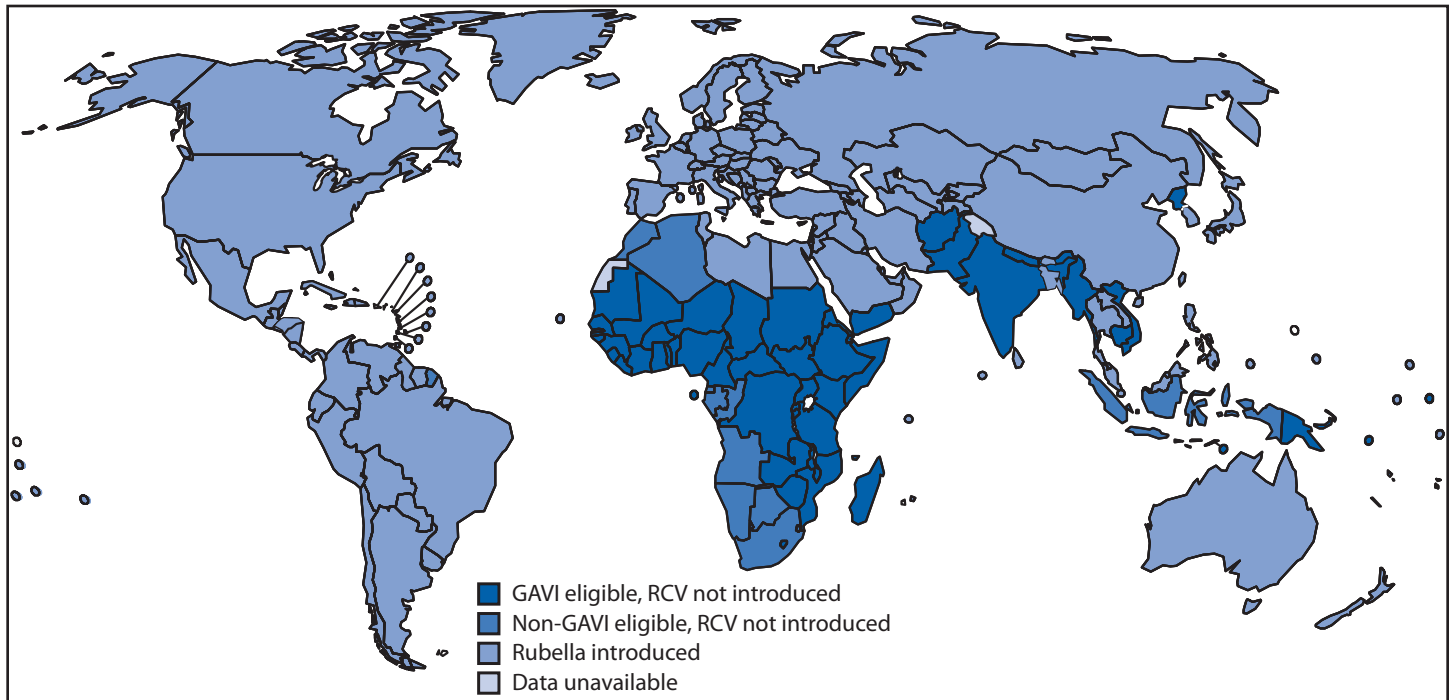 GAVI eligible, RCV not introduced
Non-GAVI eligible, RCV not introduced
Rubella introduced
Data unavailable